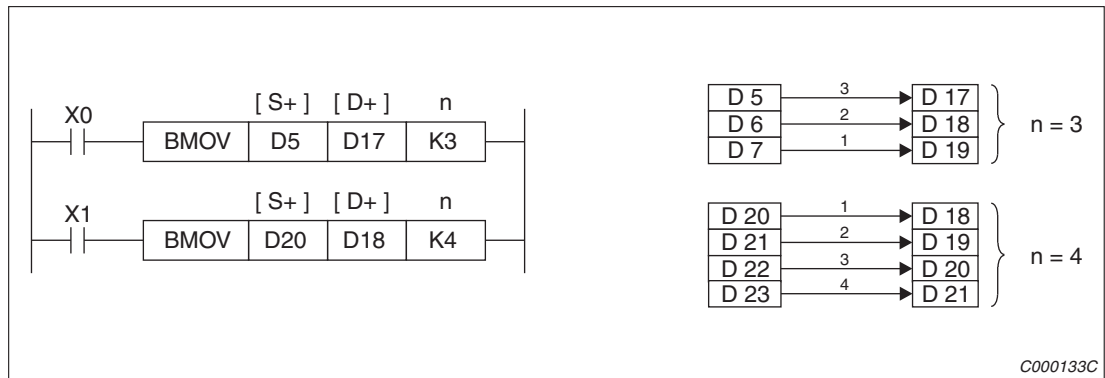 [ S+ ] [ D+ ] n
X0
BMOV D5 D17 K3
[ S+ ] [ D+ ] n
X1
BMOV D20 D18 K4
D 5 3 D 17
D 6 2 D 18
D 7 1 D 19
n = 3
D 20 1 D 18
D 21 2 D 19
D 22 3 D 20
D 23 4 D 21
n = 4
C000133C